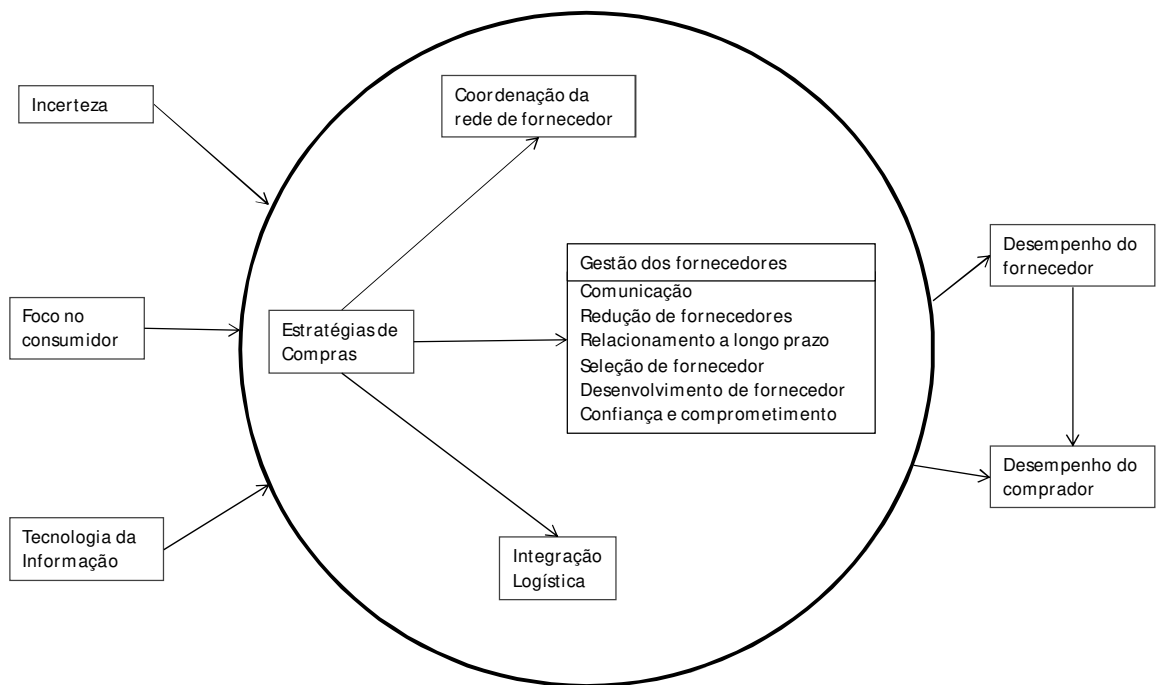 Incerteza
Coordenação da
rede de fornecedor
Gestão dos fornecedores
Comunicação
Redução de fornecedores
Relacionamento a longo prazo
Seleção de fornecedor
Desenvolvimento de fornecedor
Confiança e comprometimento
Desempenho do
fornecedor
Foco no
consumidor
Estratégias de
Compras
Desempenho do
comprador
Tecnologia da
Informação
Integração
Logística